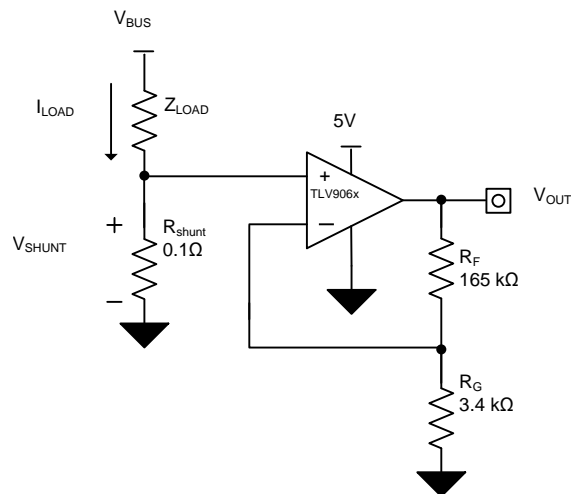 VBUS
ILOAD
ZLOAD
5V
+
TLV906x
−
VOUT
+
VSHUNT
Rshunt
0.1Ω
−
RF
165 kΩ
RG
3.4 kΩ